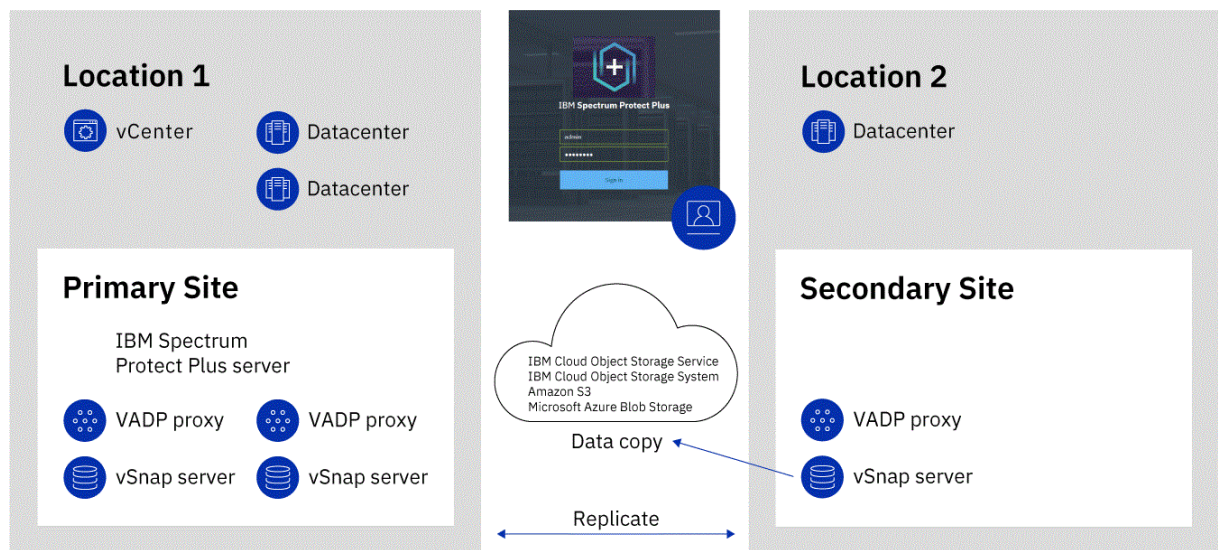 Location 1
vCenter
Datacenter
Datacenter
Primary Site
IBM Spectrum
Protect Plus server
VADP proxy
VADP proxy
vSnap server
vSnap server
IBM Spectrum Protect Plus
admin
••••••••
Sign in
IBM Cloud Object Storage Service
IBM Cloud Object Storage System
Amazon S3
Microsoft Azure Blob Storage
Data copy
Replicate
Location 2
Datacenter
Secondary Site
VADP proxy
vSnap server